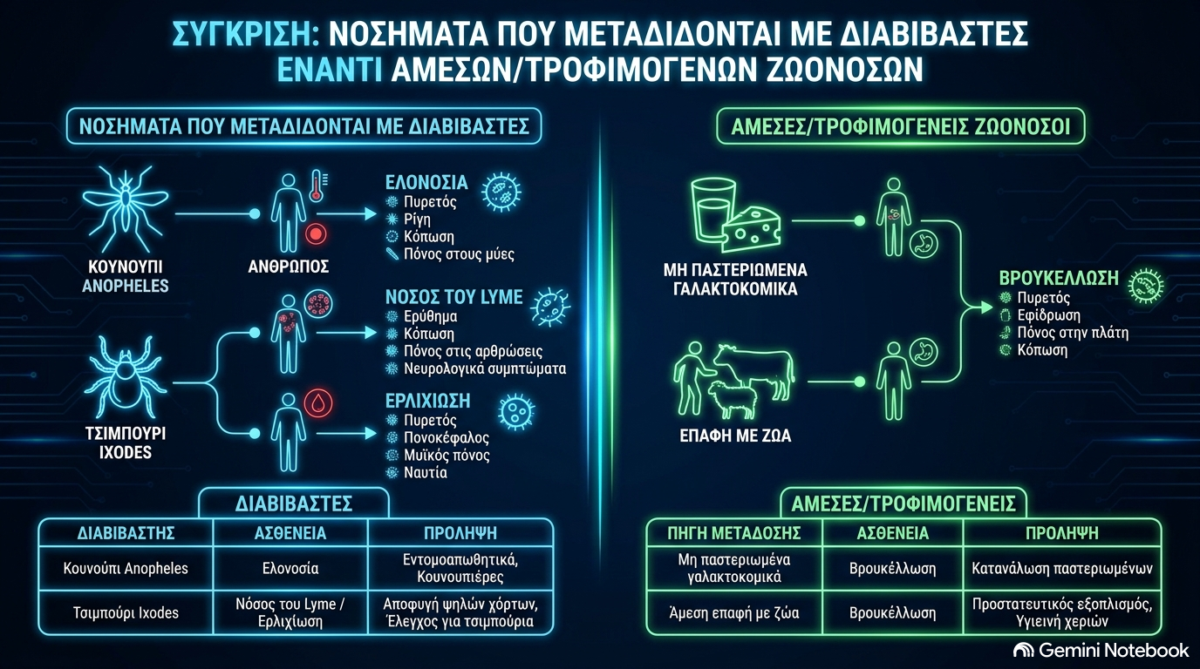 ΣΥΓΚΡΙΣΗ: ΝΟΣΗΜΑΤΑ ΠΟΥ ΜΕΤΑΔΙΔΟΝΤΑΙ ΜΕ ΔΙΑΒΙΒΑΣΤΕΣ
ΕΝΑΝΤΙ ΑΜΕΣΩΝ/ΤΡΟΦΙΜΟΓΕΝΩΝ ΖΩΟΝΟΣΩΝ
ΝΟΣΗΜΑΤΑ ΠΟΥ ΜΕΤΑΔΙΔΟΝΤΑΙ ΜΕ ΔΙΑΒΙΒΑΣΤΕΣ
ΚΟΥΝΟΥΠΙ
ANOPHELES
ΑΝΘΡΩΠΟΣ
ΕΛΟΝΟΣΙΑ
Πυρετός
Ρίγη
Κόπωση
Πόνος στους μύες
ΤΣΙΜΠΟΥΡΙ
IXODES
ΝΟΣΟΣ ΤΟΥ LYME
Ερύθημα
Κόπωση
Πόνος στις αρθρώσεις
Νευρολογικά συμπτώματα
ΕΡΛΙΧΙΩΣΗ
Πυρετός
Πονοκέφαλος
Μυϊκός πόνος
Ναυτία
ΔΙΑΒΙΒΑΣΤΕΣ
ΔΙΑΒΙΒΑΣΤΗΣ ΑΣΘΕΝΕΙΑ ΠΡΟΛΗΨΗ
Κουνούπι Anopheles Ελονοσία Εντομοαπωθητικά,
Κουνουπιέρες
Τσιμπούρι Ixodes Νόσος του Lyme / Αποφυγή ψηλών χόρτων,
Ερλιχίωση Έλεγχος για τσιμπούρια
ΑΜΕΣΕΣ/ΤΡΟΦΙΜΟΓΕΝΕΙΣ ΖΩΟΝΟΣΟΙ
ΜΗ ΠΑΣΤΕΡΙΩΜΕΝΑ
ΓΑΛΑΚΤΟΚΟΜΙΚΑ
ΕΠΑΦΗ ΜΕ ΖΩΑ
ΒΡΟΥΚΕΛΛΩΣΗ
Πυρετός
Εφίδρωση
Πόνος στην πλάτη
Κόπωση
ΑΜΕΣΕΣ/ΤΡΟΦΙΜΟΓΕΝΕΙΣ
ΠΗΓΗ ΜΕΤΑΔΟΣΗΣ ΑΣΘΕΝΕΙΑ ΠΡΟΛΗΨΗ
Μη παστεριωμένα Βρουκέλλωση Κατανάλωση παστεριωμένων
γαλακτοκομικά
Άμεση επαφή με ζώα Βρουκέλλωση Προστατευτικός εξοπλισμός,
Υγιεινή χεριών
Gemini Notebook